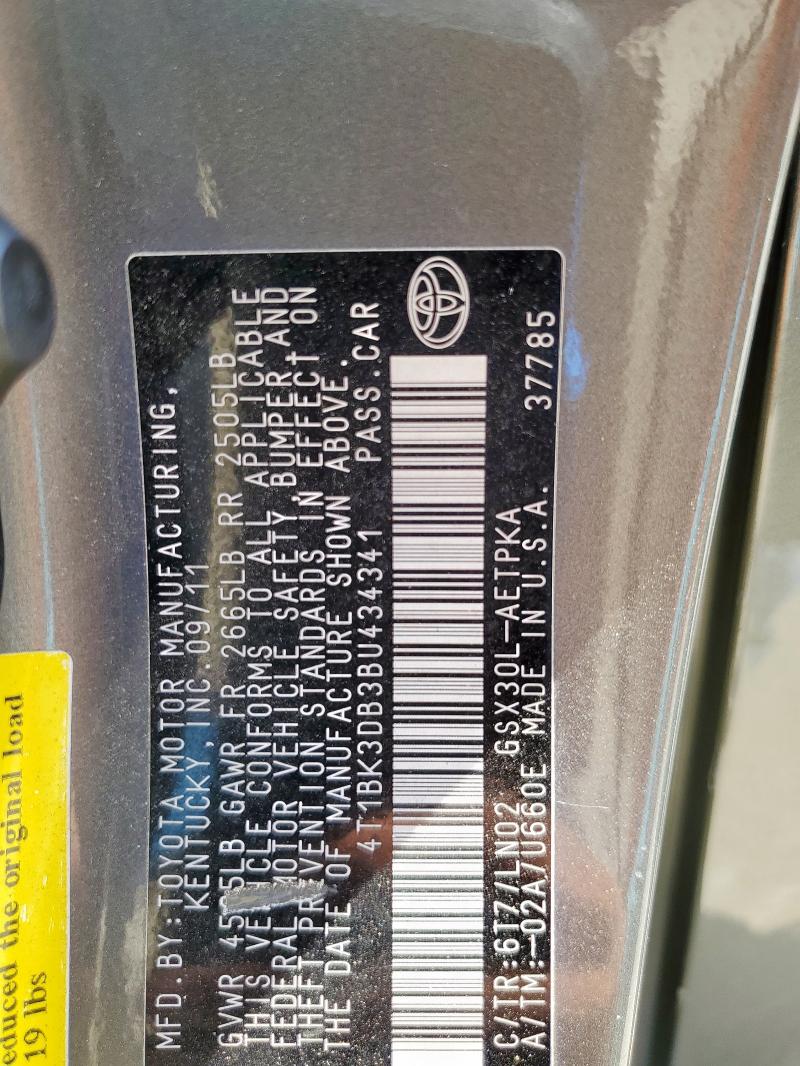 educed the original load
19 lbs
MFD.BY:TOYOTA MOTOR MANUFACTURING,
KENTUCKY,INC.09/11
GVWR LB GAWR FR 2665LB RR 2505LB
THIS VEHICLE CONFORMS TO ALL APPLICABLE
FEDERAL MOTOR VEHICLE SAFETY,BUMPER,AND
THEFT PREVENTION STANDARDS IN EFFECT ON
THE DATE OF MANUFACTURE SHOWN ABOVE.
4T1BK3DB3BU434341 PASS.CAR
C/TR:6T7/LN02 GSX30L-AETPKA
A/TM:-02A/U660E MADE IN U.S.A. 37785